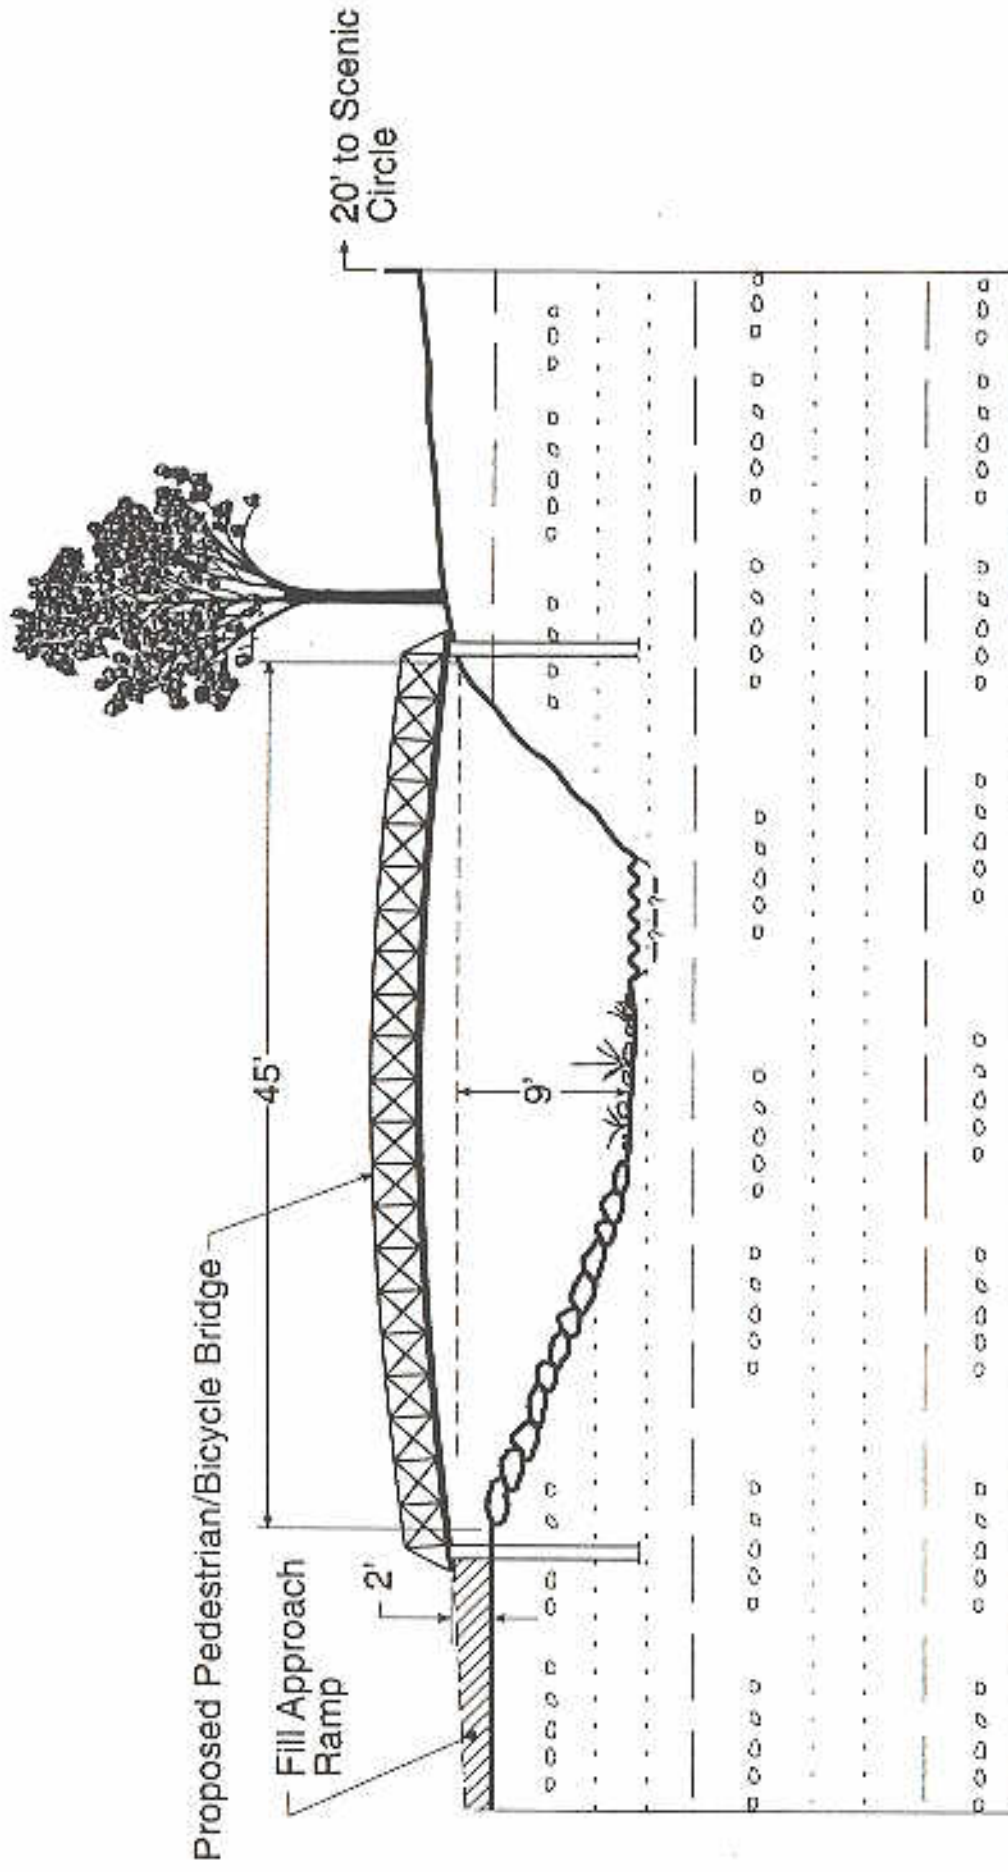 Proposed Pedestrian/Bicycle Bridge
Fill Approach
Ramp
2'
45'
9'
20' to Scenic
Circle
-?-?-